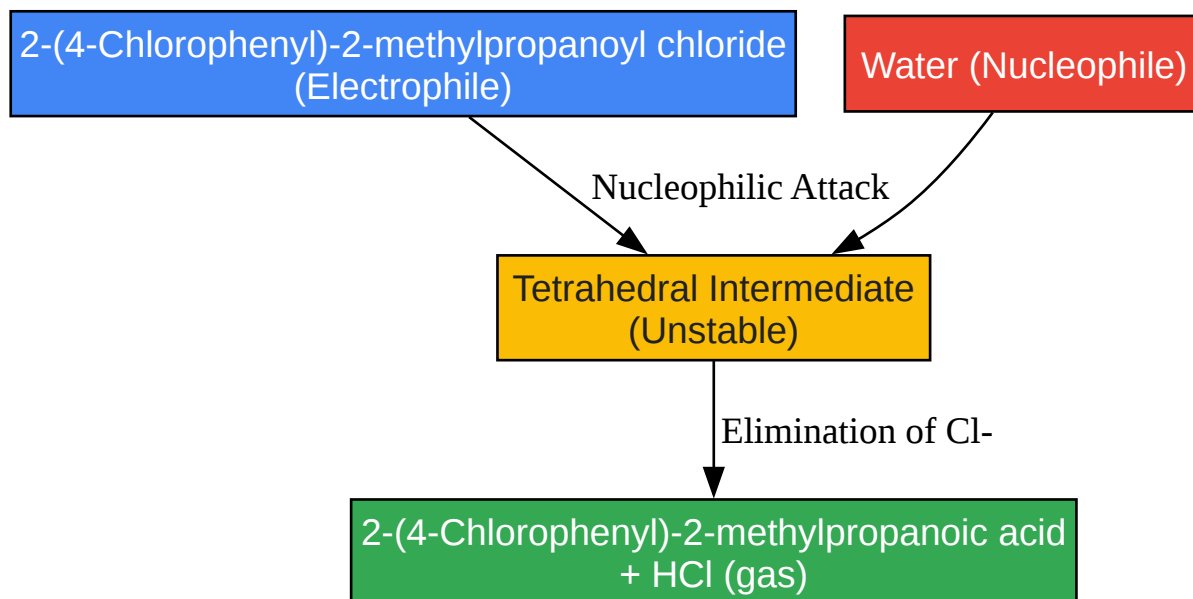 2-(4-Chlorophenyl)-2-methylpropanoyl chloride
(Electrophile)
Water (Nucleophile)
Nucleophilic Attack
Tetrahedral Intermediate
(Unstable)
Elimination of Cl-
2-(4-Chlorophenyl)-2-methylpropanoic acid
+ HCl (gas)